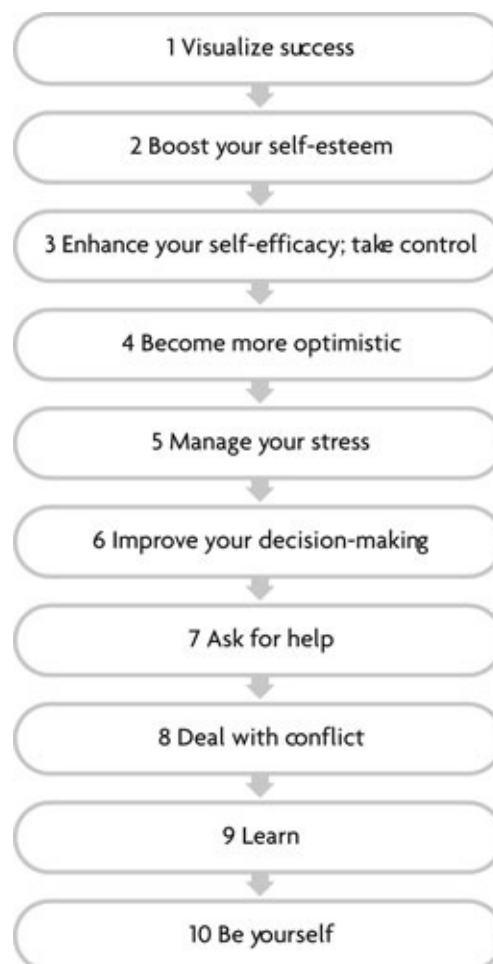 1 Visualize success
2 Boost your self-esteem
3 Enhance your self-efficacy; take control
4 Become more optimistic
5 Manage your stress
6 Improve your decision-making
7 Ask for help
8 Deal with conflict
9 Learn
10 Be yourself